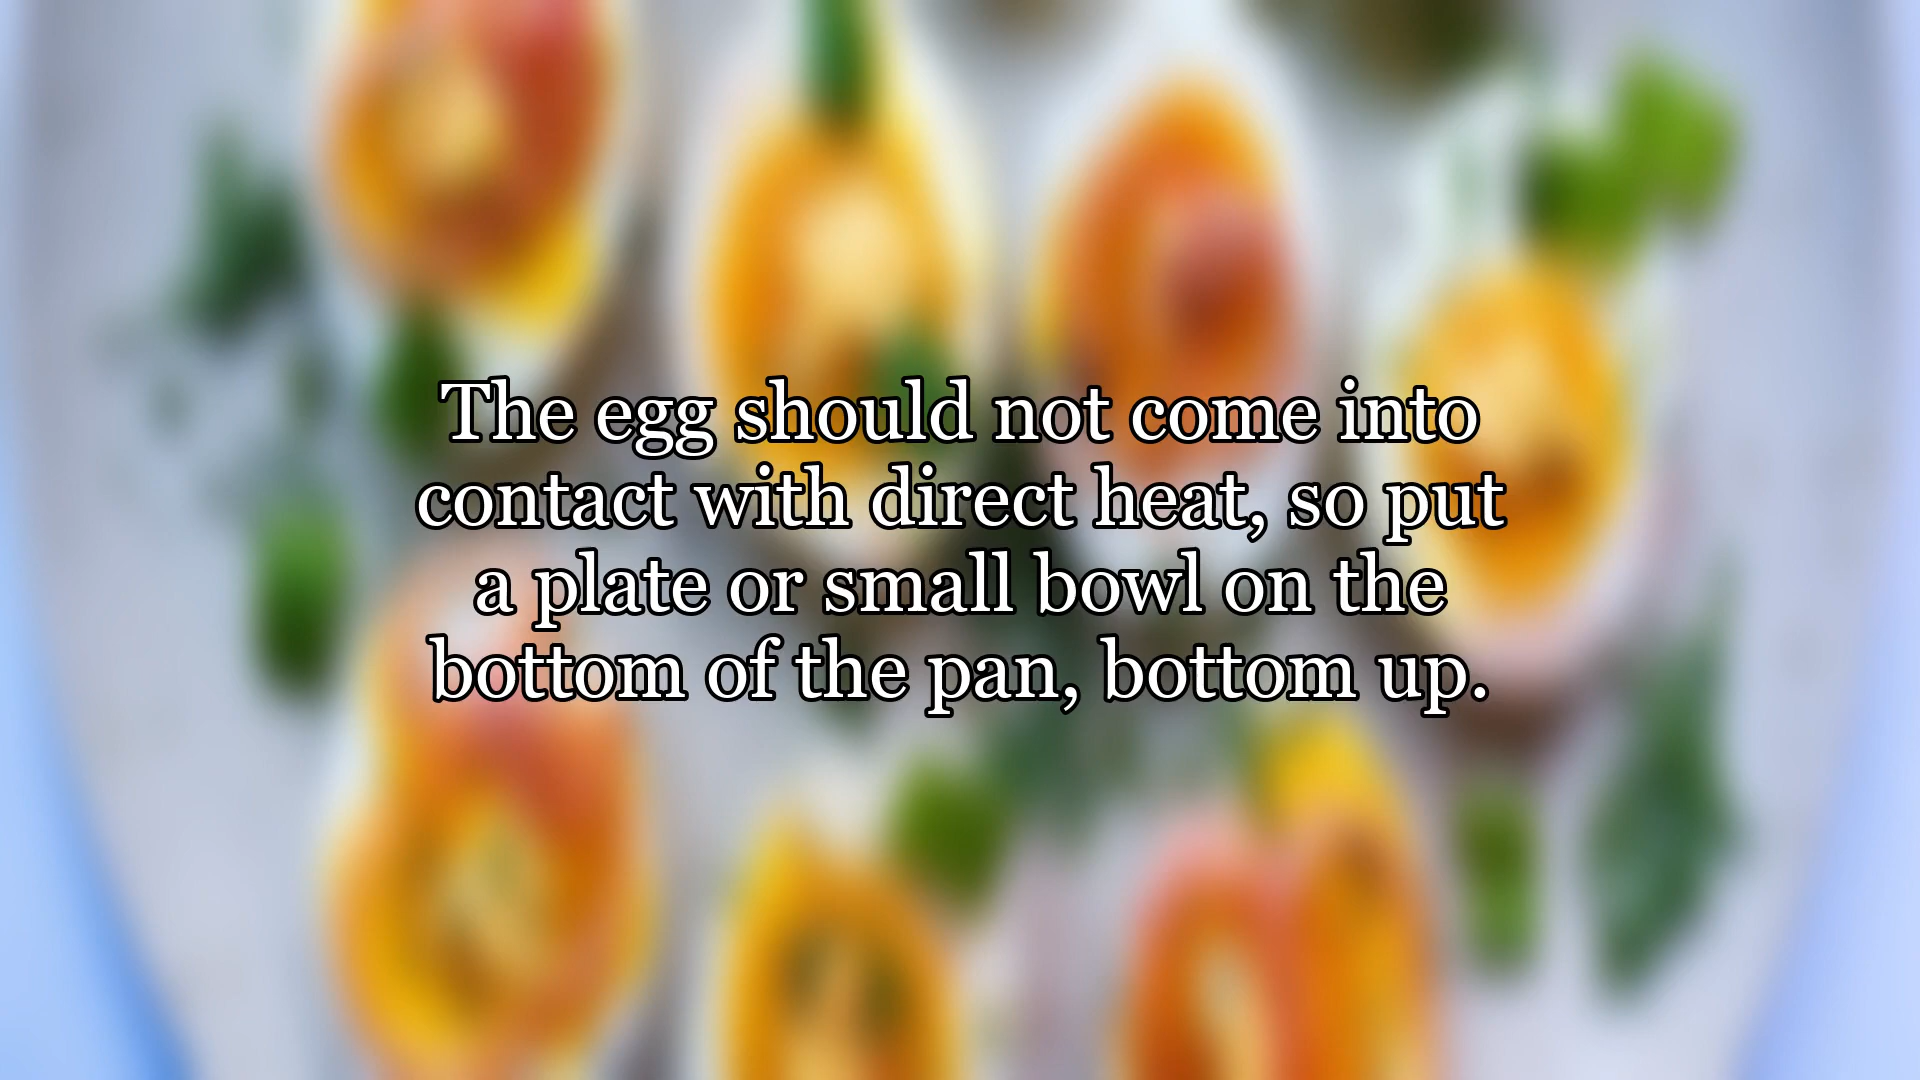 The egg should not come into
contact with direct heat, so put
a plate or small bowl on the
bottom of the pan, bottom up.